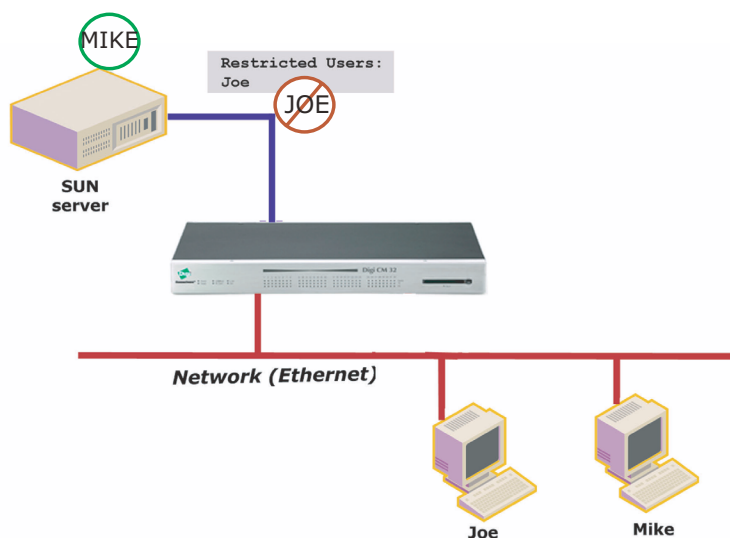 MIKE
Restricted Users:
Joe
JOE
SUN
server
Digi CM 32
Network (Ethernet)
Joe
Mike